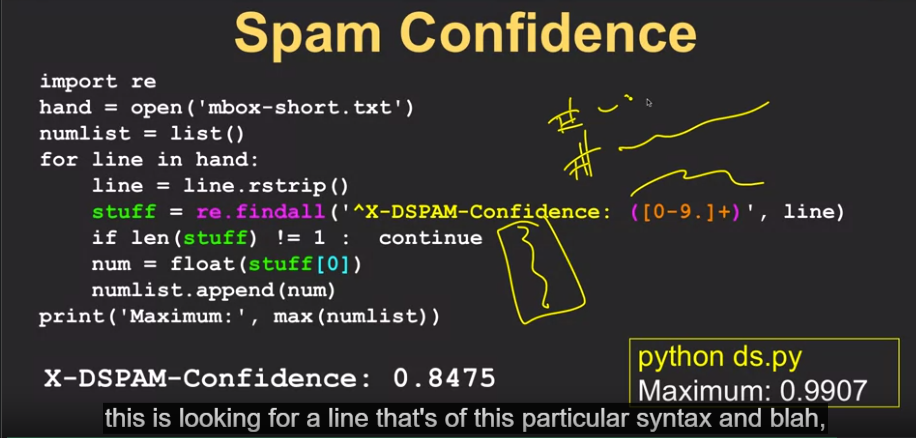 Spam Confidence
import re
hand = open('mbox-short.txt')
numlist = list()
for line in hand:
    line = line.rstrip()
    stuff = re.findall('^X-DSPAM-Confidence: ([0-9.]+)', line)
    if len(stuff) != 1 :  continue
    num = float(stuff[0])
    numlist.append(num)
print('Maximum:', max(numlist))
#
#
X-DSPAM-Confidence: 0.8475
python ds.py
Maximum: 0.9907
this is looking for a line that's of this particular syntax and blah,